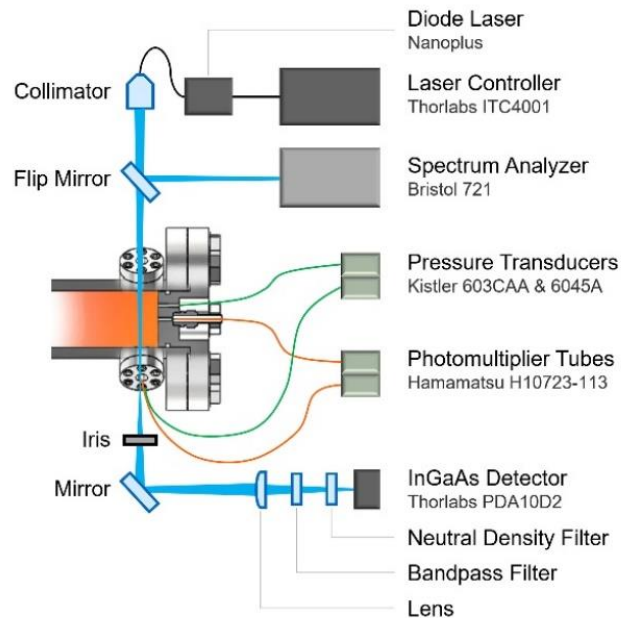 Diode Laser
Nanoplus
Collimator
Laser Controller
Thorlabs ITC4001
Flip Mirror
Spectrum Analyzer
Bristol 721
Pressure Transducers
Kistler 603CAA & 6045A
Photomultiplier Tubes
Hamamatsu H10723-113
Iris
Mirror
InGaAs Detector
Thorlabs PDA10D2
Neutral Density Filter
Bandpass Filter
Lens